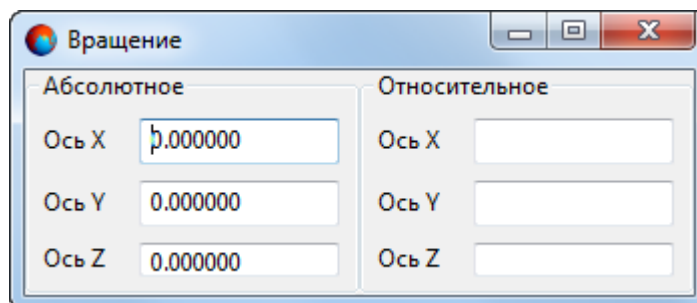 Вращение
Абсолютное Относительное
Ось X 0.000000 Ось X
Ось Y 0.000000 Ось Y
Ось Z 0.000000 Ось Z